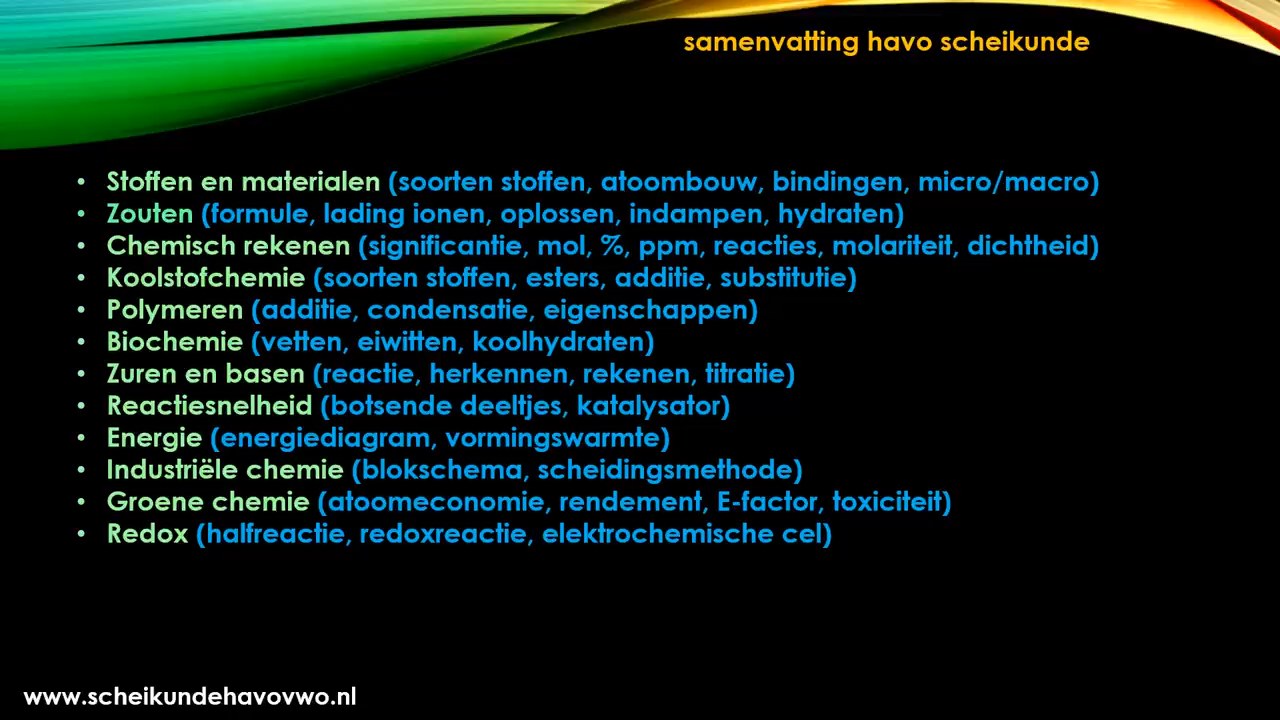 samenvatting havo scheikunde
• Stoffen en materialen (soorten stoffen, atoombouw, bindingen, micro/macro)
• Zouten (formule, lading ionen, oplossen, indampen, hydraten)
• Chemisch rekenen (significantie, mol, %, ppm, reacties, molariteit, dichtheid)
• Koolstofchemie (soorten stoffen, esters, additie, substitutie)
• Polymeren (additie, condensatie, eigenschappen)
• Biochemie (vetten, eiwitten, koolhydraten)
• Zuren en basen (reactie, herkennen, rekenen, titratie)
• Reactiesnelheid (botsende deeltjes, katalysator)
• Energie (energiediagram, vormingswarmte)
• Industriële chemie (blokschema, scheidingsmethode)
• Groene chemie (atoomeconomie, rendement, E-factor, toxiciteit)
• Redox (halfreactie, redoxreactie, elektrochemische cel)
www.scheikundehavovwo.nl